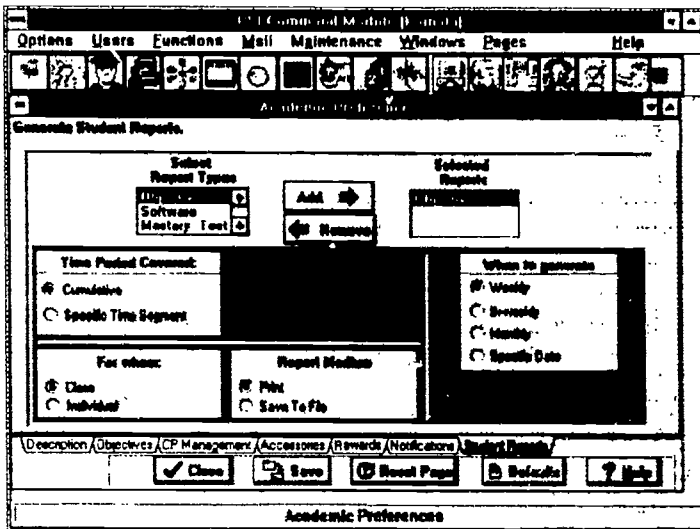 Options Users Functions Mail Maintenance Windows Pages Help
Academic Preferences
Generate Student Reports.
Select
Report Types
Selected
Reports
Add
Software
Mastery Test
Remove
Time Period Covered:
Cumulative
Specific Time Segment
When to generate
Weekly
Bi-weekly
Monthly
Specific Date
For whom:
Class
Individual
Report Medium
Print
Save To File
Description Objectives CP Management Accessories Rewards Notifications Student Reports
Close Save Reset Page Defaults ? Help
Academic Preferences